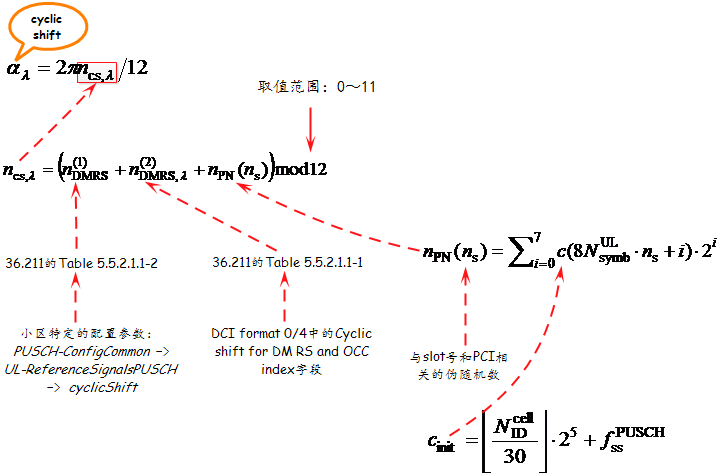 cyclic
shift
α_λ = 2πn_cs,λ /12
取值范围：0～11
n_cs,λ = (n_DMRS^(1) + n_DMRS,λ^(2) + n_PN(n_s)) mod12
n_PN(n_s) = ∑_{i=0}^{7} c(8N_symb^UL · n_s + i) · 2^i
36.211的Table 5.5.2.1.1-2
36.211的Table 5.5.2.1.1-1
小区特定的配置参数：
PUSCH-ConfigCommon ->
UL-ReferenceSignalsPUSCH
-> cyclicShift
DCI format 0/4中的Cyclic
shift for DM RS and OCC
index字段
与slot号和PCI相
关的伪随机数
c_init = ⌊N_ID^cell / 30⌋ · 2^5 + f_ss^PUSCH